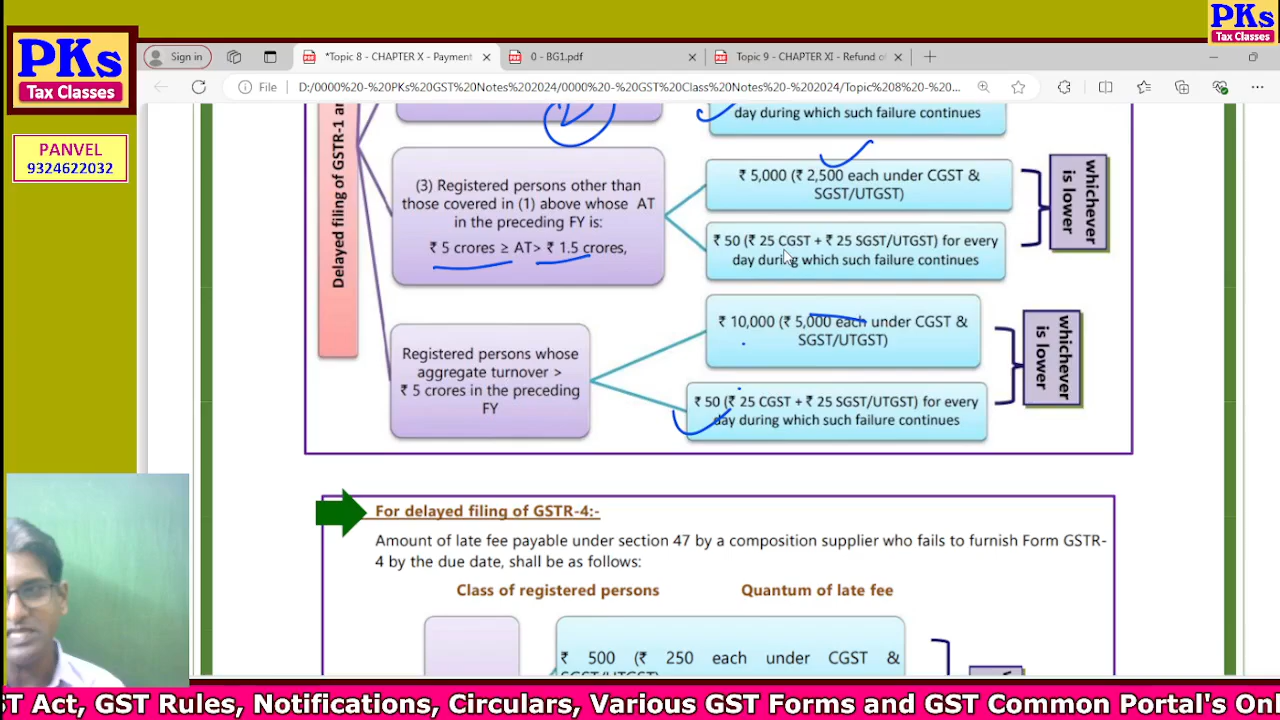 PKs
Tax Classes
PKs
Tax Classes
PANVEL
9324622032
Sign in
*Topic 8 - CHAPTER X - Payment
0 - BG1.pdf
Topic 9 - CHAPTER XI - Refund of
File
D:/0000%20-%20PKs%20GST%20Notes%202024/0000%20-%20GST%20Class%20Notes%20-%202024/Topic%208%20-%20...
Delayed filing of GSTR-1 an
day during which such failure continues
(3) Registered persons other than
those covered in (1) above whose AT
in the preceding FY is:
₹ 5 crores ≥ AT> ₹ 1.5 crores,
₹ 5,000 (₹ 2,500 each under CGST &
SGST/UTGST)
₹ 50 (₹ 25 CGST + ₹ 25 SGST/UTGST) for every
day during which such failure continues
whichever
is lower
Registered persons whose
aggregate turnover >
₹ 5 crores in the preceding
FY
₹ 10,000 (₹ 5,000 each under CGST &
SGST/UTGST)
₹ 50 (₹ 25 CGST + ₹ 25 SGST/UTGST) for every
day during which such failure continues
whichever
is lower
For delayed filing of GSTR-4:-
Amount of late fee payable under section 47 by a composition supplier who fails to furnish Form GSTR-
4 by the due date, shall be as follows:
Class of registered persons
Quantum of late fee
₹ 500 (₹ 250 each under CGST &
SGST/UTGST)
ST Act, GST Rules, Notifications, Circulars, Various GST Forms and GST Common Portal's Onl